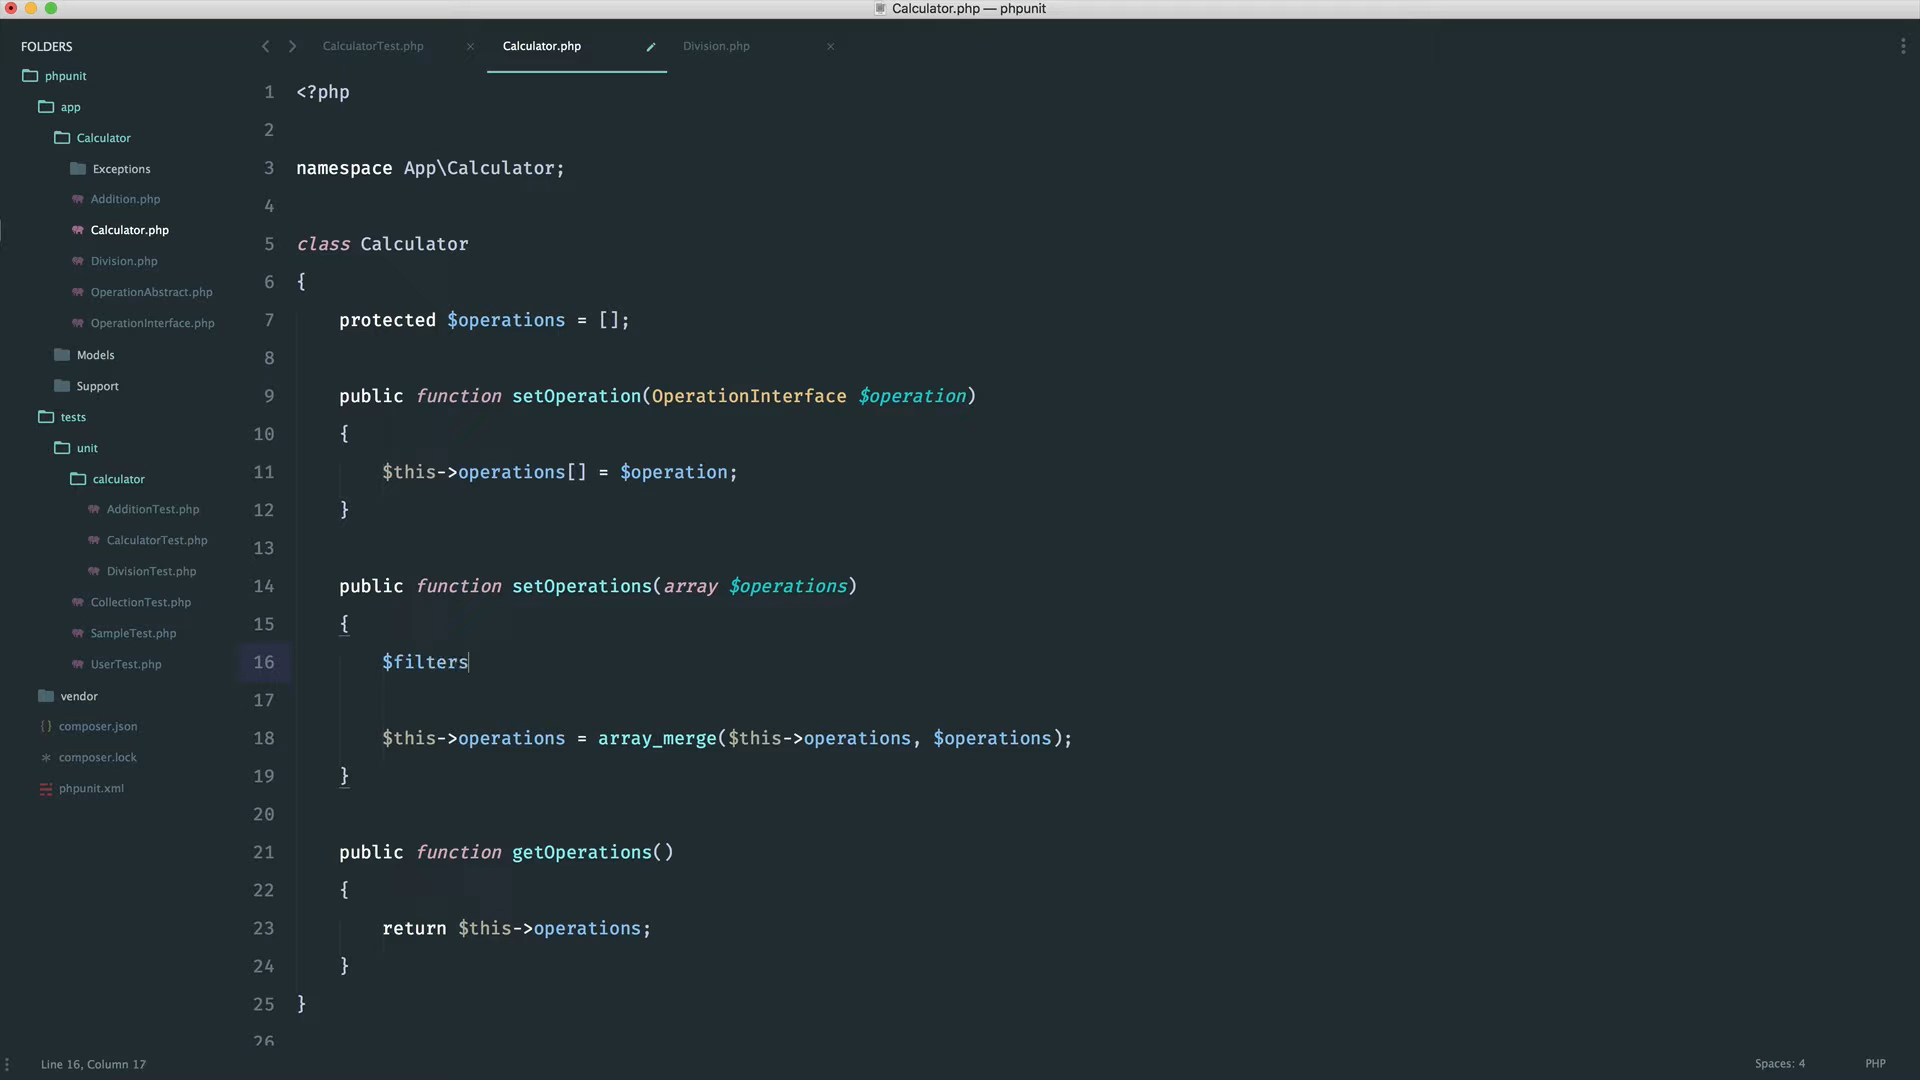 Calculator.php — phpunit
FOLDERS
phpunit
app
Calculator
Exceptions
Addition.php
Calculator.php
Division.php
OperationAbstract.php
OperationInterface.php
Models
Support
tests
unit
calculator
AdditionTest.php
CalculatorTest.php
DivisionTest.php
CollectionTest.php
SampleTest.php
UserTest.php
vendor
composer.json
composer.lock
phpunit.xml
CalculatorTest.php × Calculator.php Division.php ×
1 <?php
2
3 namespace App\Calculator;
4
5 class Calculator
6 {
7 protected $operations = [];
8
9 public function setOperation(OperationInterface $operation)
10 {
11 $this->operations[] = $operation;
12 }
13
14 public function setOperations(array $operations)
15 {
16 $filters
17
18 $this->operations = array_merge($this->operations, $operations);
19 }
20
21 public function getOperations()
22 {
23 return $this->operations;
24 }
25 }
26
Line 16, Column 17
Spaces: 4 PHP